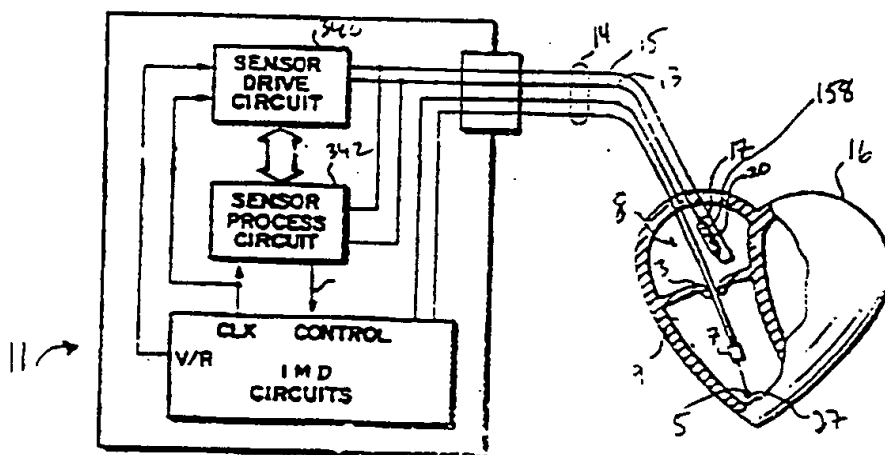 340
SENSOR
DRIVE
CIRCUIT
342
SENSOR
PROCESS
CIRCUIT
CLK CONTROL
V/R
IMD
CIRCUITS
11
14
15
13
158
16
17
20
8
3
7
5
27